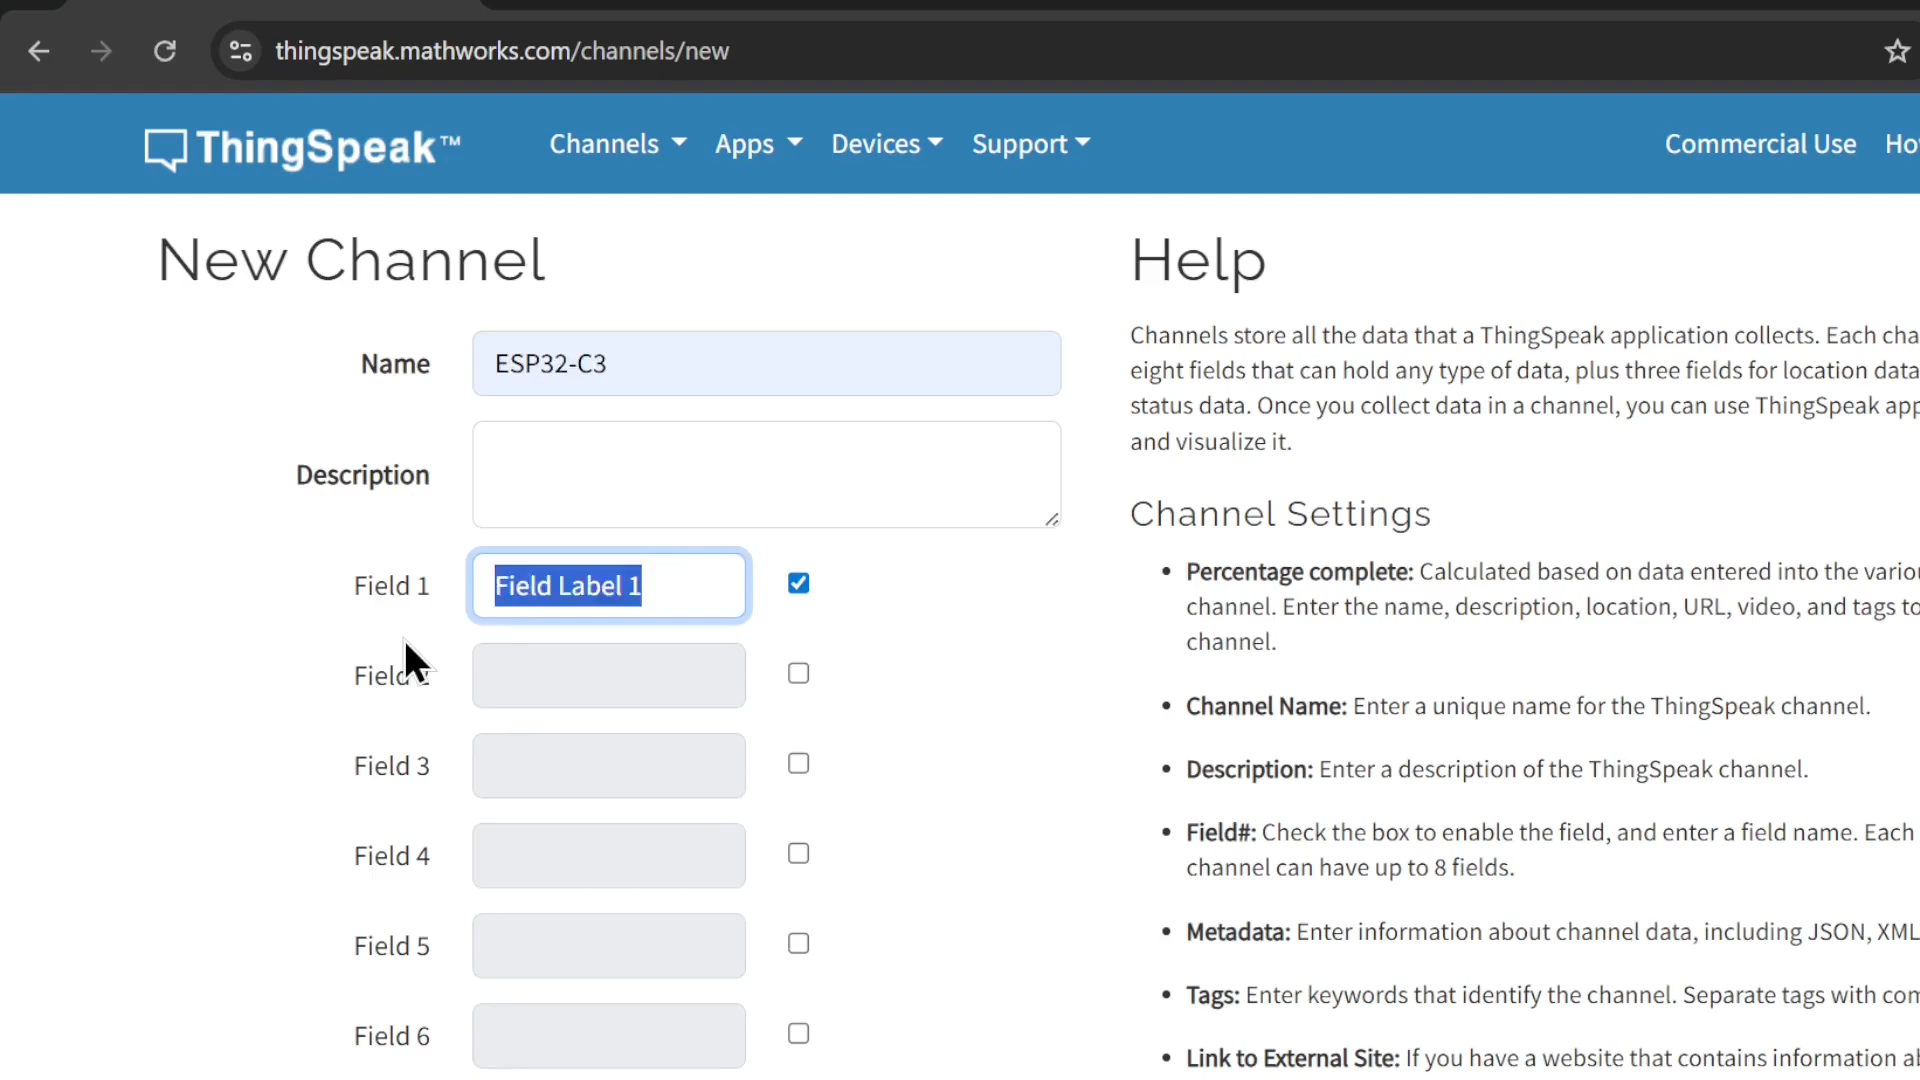 thingspeak.mathworks.com/channels/new
ThingSpeak™
Channels
Apps
Devices
Support
Commercial Use
New Channel
Help
Name
ESP32-C3
Channels store all the data that a ThingSpeak application collects. Each
eight fields that can hold any type of data, plus three fields for location data
status data. Once you collect data in a channel, you can use ThingSpeak
and visualize it.
Description
Channel Settings
Field 1
Field Label 1
Percentage complete: Calculated based on data entered into the
channel. Enter the name, description, location, URL, video, and tags to
channel.
Field
Channel Name: Enter a unique name for the ThingSpeak channel.
Field 3
Description: Enter a description of the ThingSpeak channel.
Field 4
Field#: Check the box to enable the field, and enter a field name. Each
channel can have up to 8 fields.
Field 5
Metadata: Enter information about channel data, including JSON, XML
Tags: Enter keywords that identify the channel. Separate tags with
Field 6
Link to External Site: If you have a website that contains information